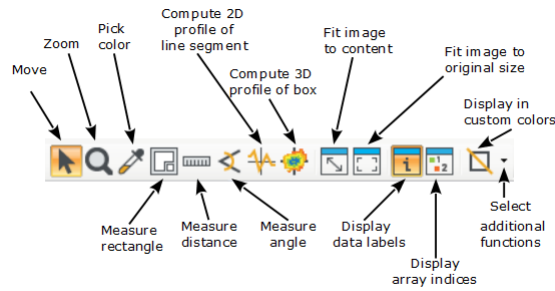 Move
Zoom
Pick
color
Compute 2D
profile of
line segment
Compute 3D
profile of box
Fit image
to content
Fit image to
original size
Display in
custom colors
Measure
rectangle
Measure
distance
Measure
angle
Display
data labels
Display
array indices
Select
additional
functions
i
1
2